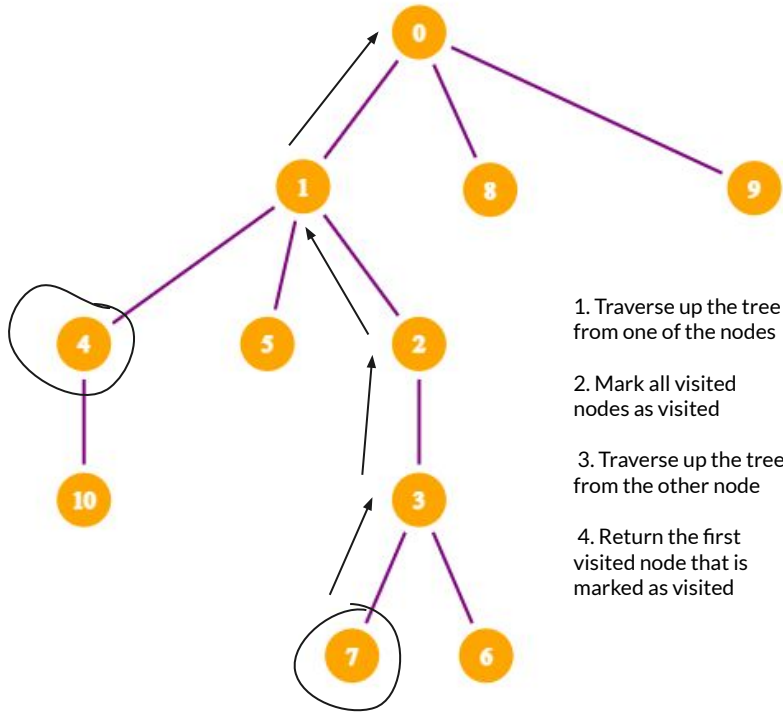 0
1
8
9
4
5
2
10
3
7
6
1. Traverse up the tree
from one of the nodes
2. Mark all visited
nodes as visited
3. Traverse up the tree
from the other node
4. Return the first
visited node that is
marked as visited